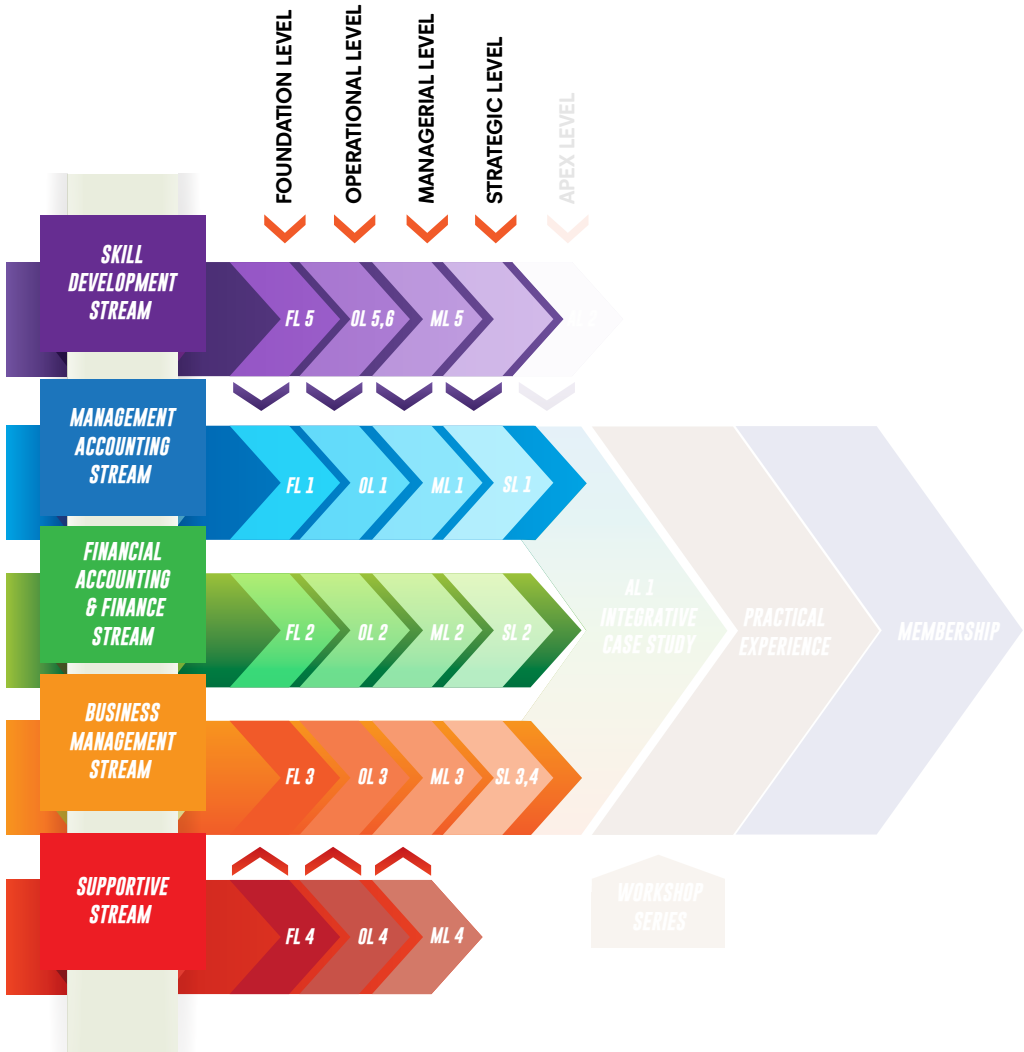 FOUNDATION LEVEL
OPERATIONAL LEVEL
MANAGERIAL LEVEL
STRATEGIC LEVEL
APEX LEVEL
SKILL
DEVELOPMENT
STREAM
FL 5
OL 5,6
ML 5
MANAGEMENT
ACCOUNTING
STREAM
FL 1
OL 1
ML 1
SL 1
FINANCIAL
ACCOUNTING
& FINANCE
STREAM
FL 2
OL 2
ML 2
SL 2
BUSINESS
MANAGEMENT
STREAM
FL 3
OL 3
ML 3
SL 3,4
SUPPORTIVE
STREAM
FL 4
OL 4
ML 4
AL 1
INTEGRATIVE
CASE STUDY
PRACTICAL
EXPERIENCE
MEMBERSHIP
WORKSHOP
SERIES